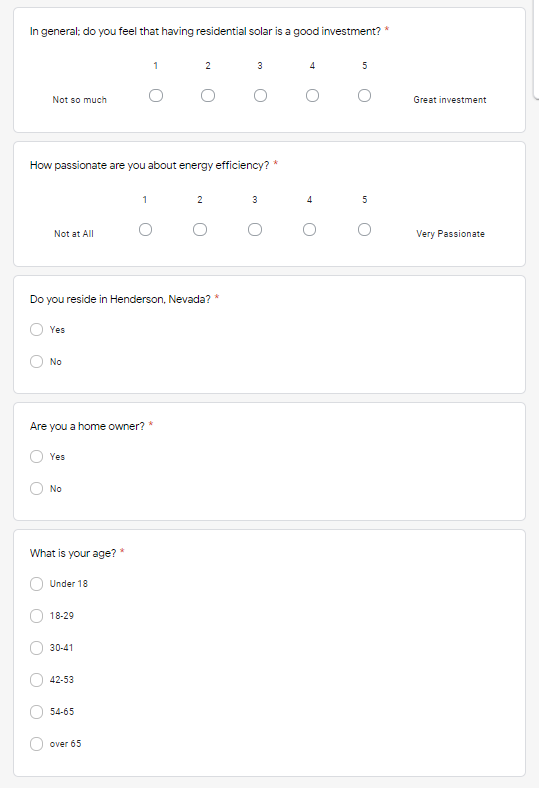 In general; do you feel that having residential solar is a good investment? *
1 2 3 4 5
Not so much Great investment
How passionate are you about energy efficiency? *
1 2 3 4 5
Not at All Very Passionate
Do you reside in Henderson, Nevada? *
Yes
No
Are you a home owner? *
Yes
No
What is your age? *
Under 18
18-29
30-41
42-53
54-65
over 65